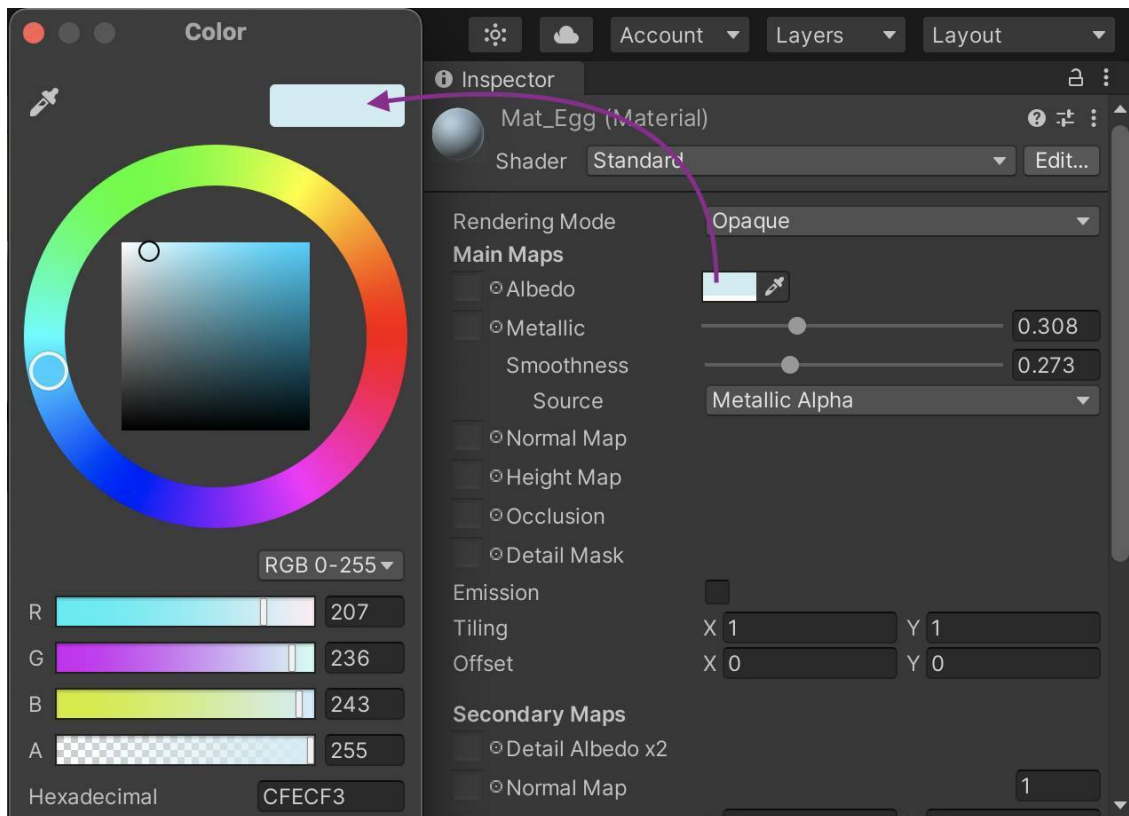 Color
RGB 0-255
R 207
G 236
B 243
A 255
Hexadecimal CFECF3
Account Layers Layout
Inspector
Mat_Egg (Material)
Shader Standard Edit...
Rendering Mode Opaque
Main Maps
Albedo
Metallic 0.308
Smoothness 0.273
Source Metallic Alpha
Normal Map
Height Map
Occlusion
Detail Mask
Emission
Tiling X 1 Y 1
Offset X 0 Y 0
Secondary Maps
Detail Albedo x2
Normal Map 1